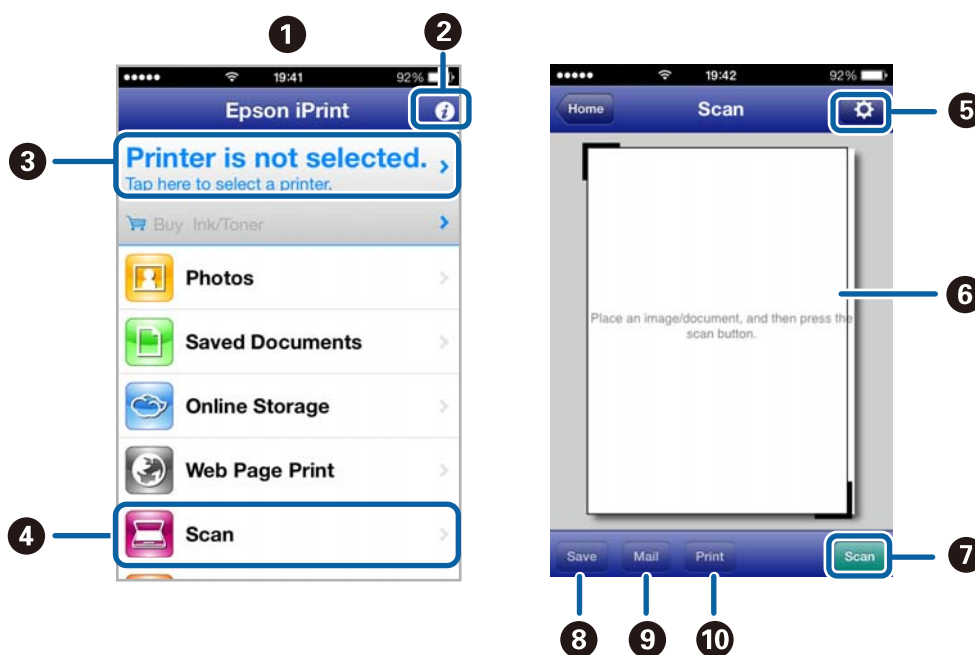 1
2
19:41
92%
Epson iPrint
i
3
Printer is not selected.
Tap here to select a printer.
Buy Ink/Toner
Photos
Saved Documents
Online Storage
Web Page Print
4
Scan
19:42
92%
Home
Scan
5
6
Place an image/document, and then press the
scan button.
Save
Mail
Print
Scan
7
8
9
10